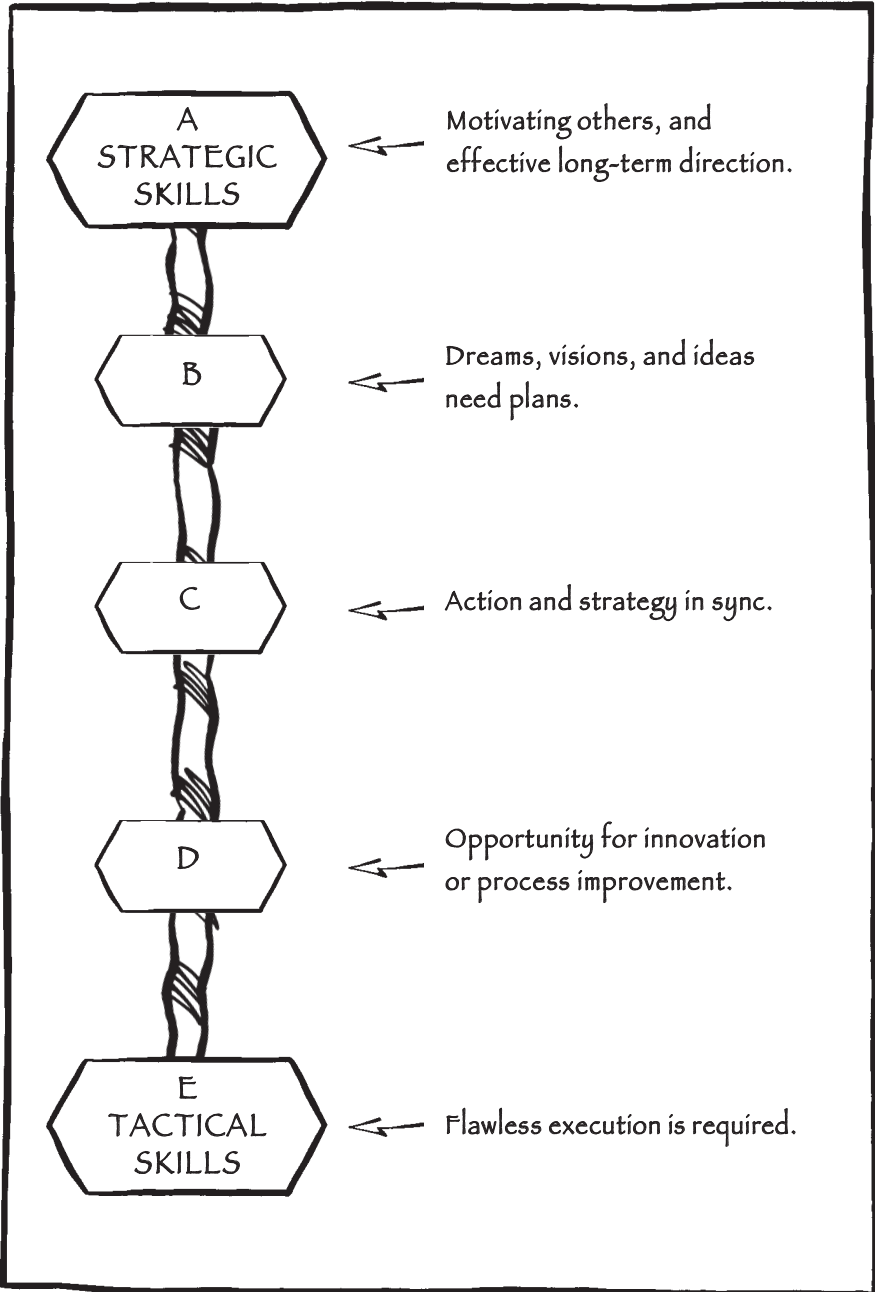 A
STRATEGIC
SKILLS
Motivating others, and
effective long-term direction.
B
Dreams, visions, and ideas
need plans.
C
Action and strategy in sync.
D
Opportunity for innovation
or process improvement.
E
TACTICAL
SKILLS
Flawless execution is required.